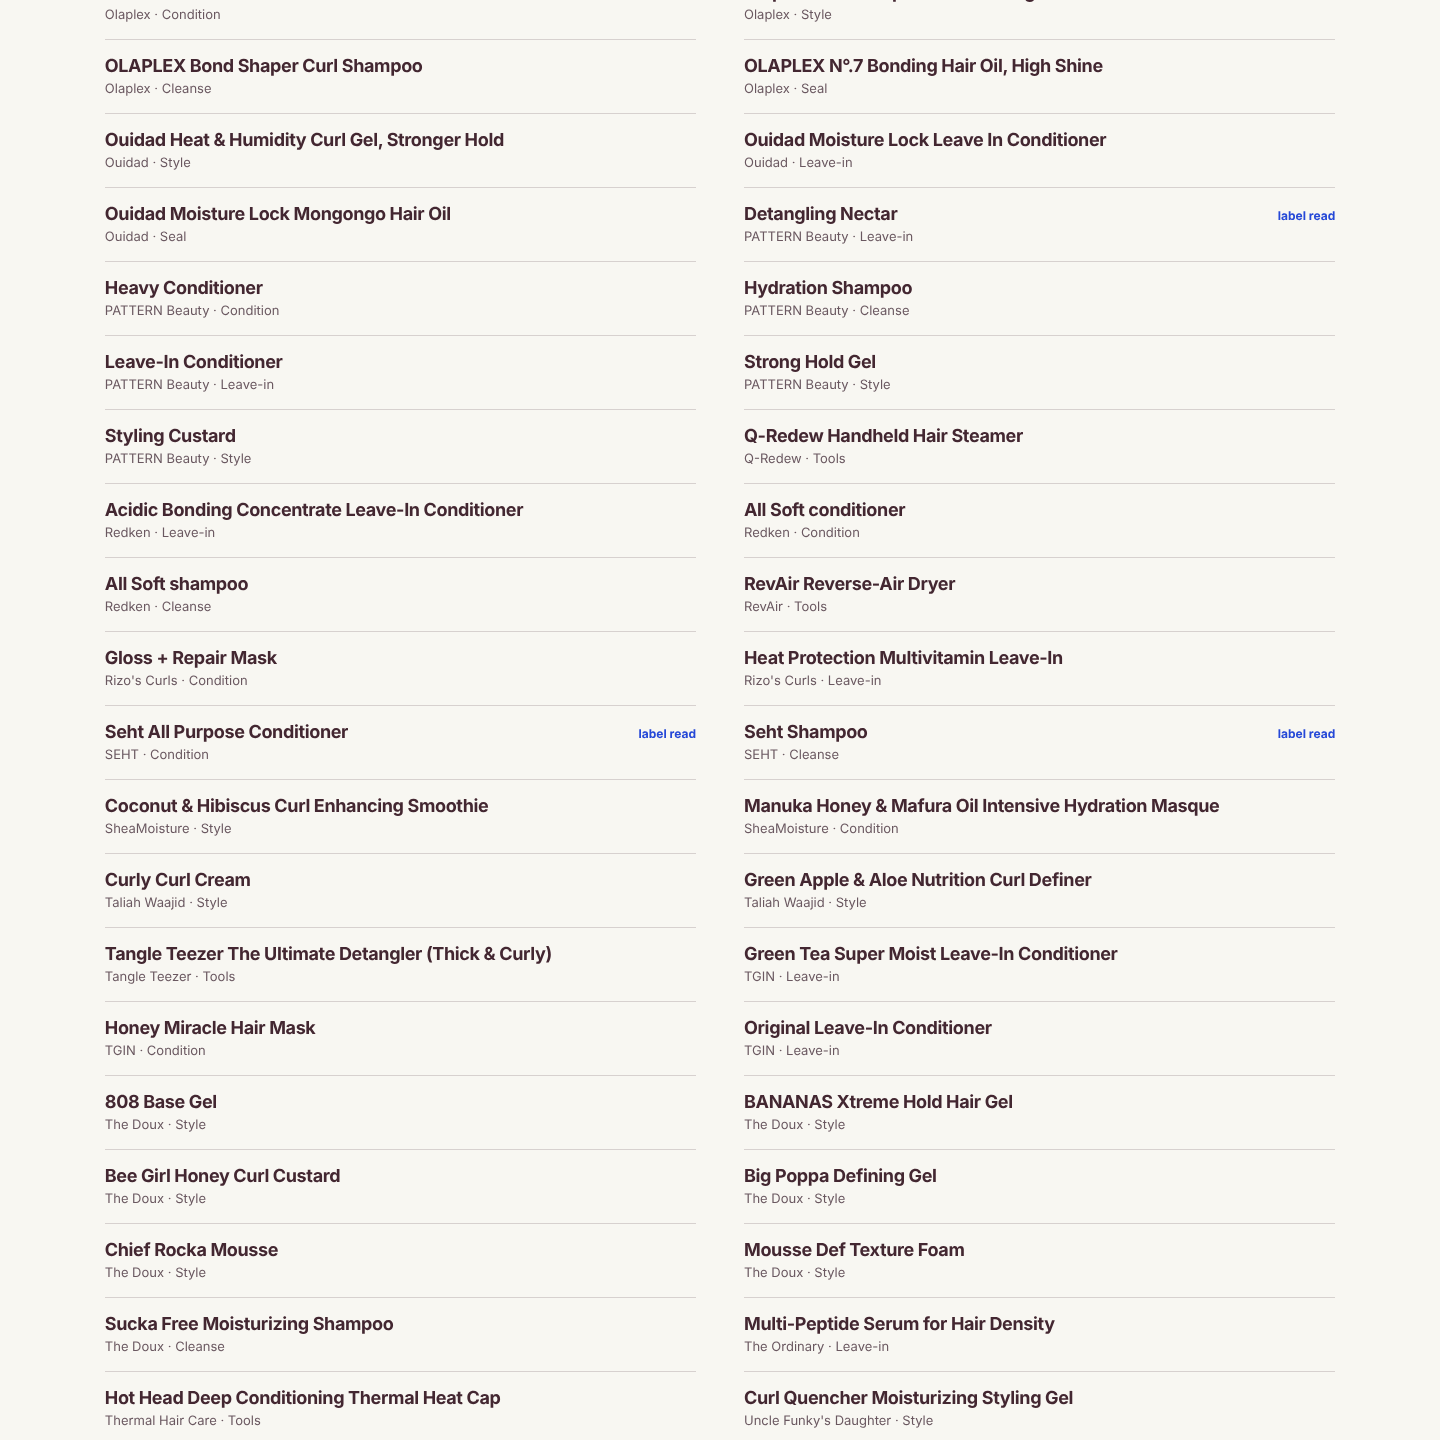 Olaplex · Condition
Olaplex · Style
OLAPLEX Bond Shaper Curl Shampoo
Olaplex · Cleanse
OLAPLEX N°.7 Bonding Hair Oil, High Shine
Olaplex · Seal
Ouidad Heat & Humidity Curl Gel, Stronger Hold
Ouidad · Style
Ouidad Moisture Lock Leave In Conditioner
Ouidad · Leave-in
Ouidad Moisture Lock Mongongo Hair Oil
Ouidad · Seal
Detangling Nectar
label read
PATTERN Beauty · Leave-in
Heavy Conditioner
PATTERN Beauty · Condition
Hydration Shampoo
PATTERN Beauty · Cleanse
Leave-In Conditioner
PATTERN Beauty · Leave-in
Strong Hold Gel
PATTERN Beauty · Style
Styling Custard
PATTERN Beauty · Style
Q-Redew Handheld Hair Steamer
Q-Redew · Tools
Acidic Bonding Concentrate Leave-In Conditioner
Redken · Leave-in
All Soft conditioner
Redken · Condition
All Soft shampoo
Redken · Cleanse
RevAir Reverse-Air Dryer
RevAir · Tools
Gloss + Repair Mask
Rizo's Curls · Condition
Heat Protection Multivitamin Leave-In
Rizo's Curls · Leave-in
Seht All Purpose Conditioner
label read
SEHT · Condition
Seht Shampoo
label read
SEHT · Cleanse
Coconut & Hibiscus Curl Enhancing Smoothie
SheaMoisture · Style
Manuka Honey & Mafura Oil Intensive Hydration Masque
SheaMoisture · Condition
Curly Curl Cream
Taliah Waajid · Style
Green Apple & Aloe Nutrition Curl Definer
Taliah Waajid · Style
Tangle Teezer The Ultimate Detangler (Thick & Curly)
Tangle Teezer · Tools
Green Tea Super Moist Leave-In Conditioner
TGIN · Leave-in
Honey Miracle Hair Mask
TGIN · Condition
Original Leave-In Conditioner
TGIN · Leave-in
808 Base Gel
The Doux · Style
BANANAS Xtreme Hold Hair Gel
The Doux · Style
Bee Girl Honey Curl Custard
The Doux · Style
Big Poppa Defining Gel
The Doux · Style
Chief Rocka Mousse
The Doux · Style
Mousse Def Texture Foam
The Doux · Style
Sucka Free Moisturizing Shampoo
The Doux · Cleanse
Multi-Peptide Serum for Hair Density
The Ordinary · Leave-in
Hot Head Deep Conditioning Thermal Heat Cap
Thermal Hair Care · Tools
Curl Quencher Moisturizing Styling Gel
Uncle Funky's Daughter · Style